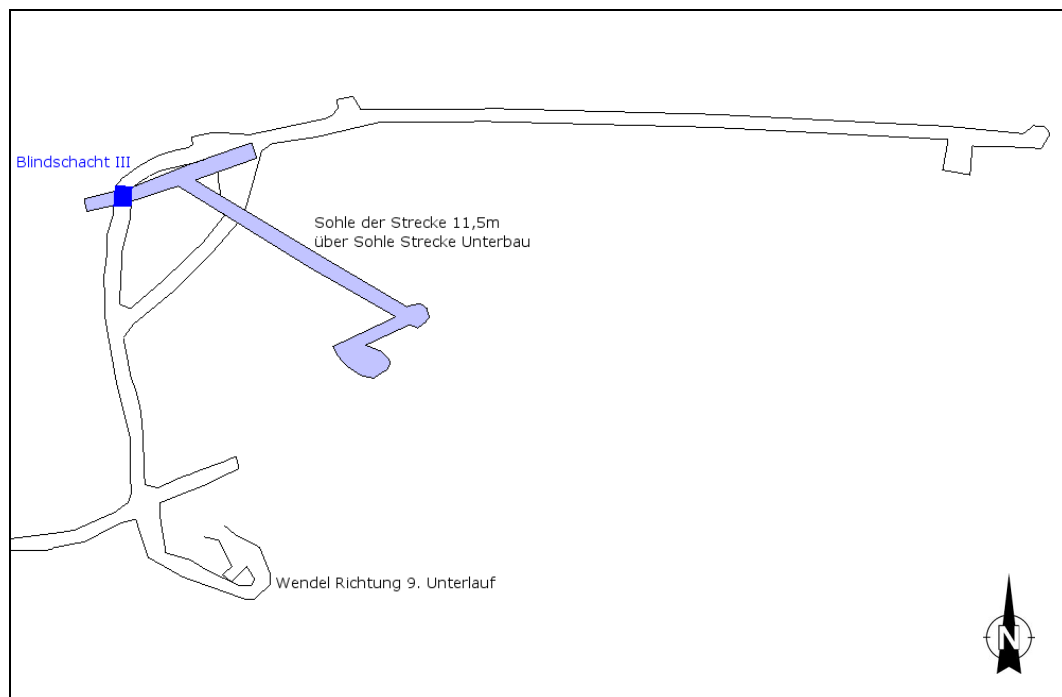 Blindschacht III
Sohle der Strecke 11,5m
über Sohle Strecke Unterbau
Wendel Richtung 9. Unterlauf
N